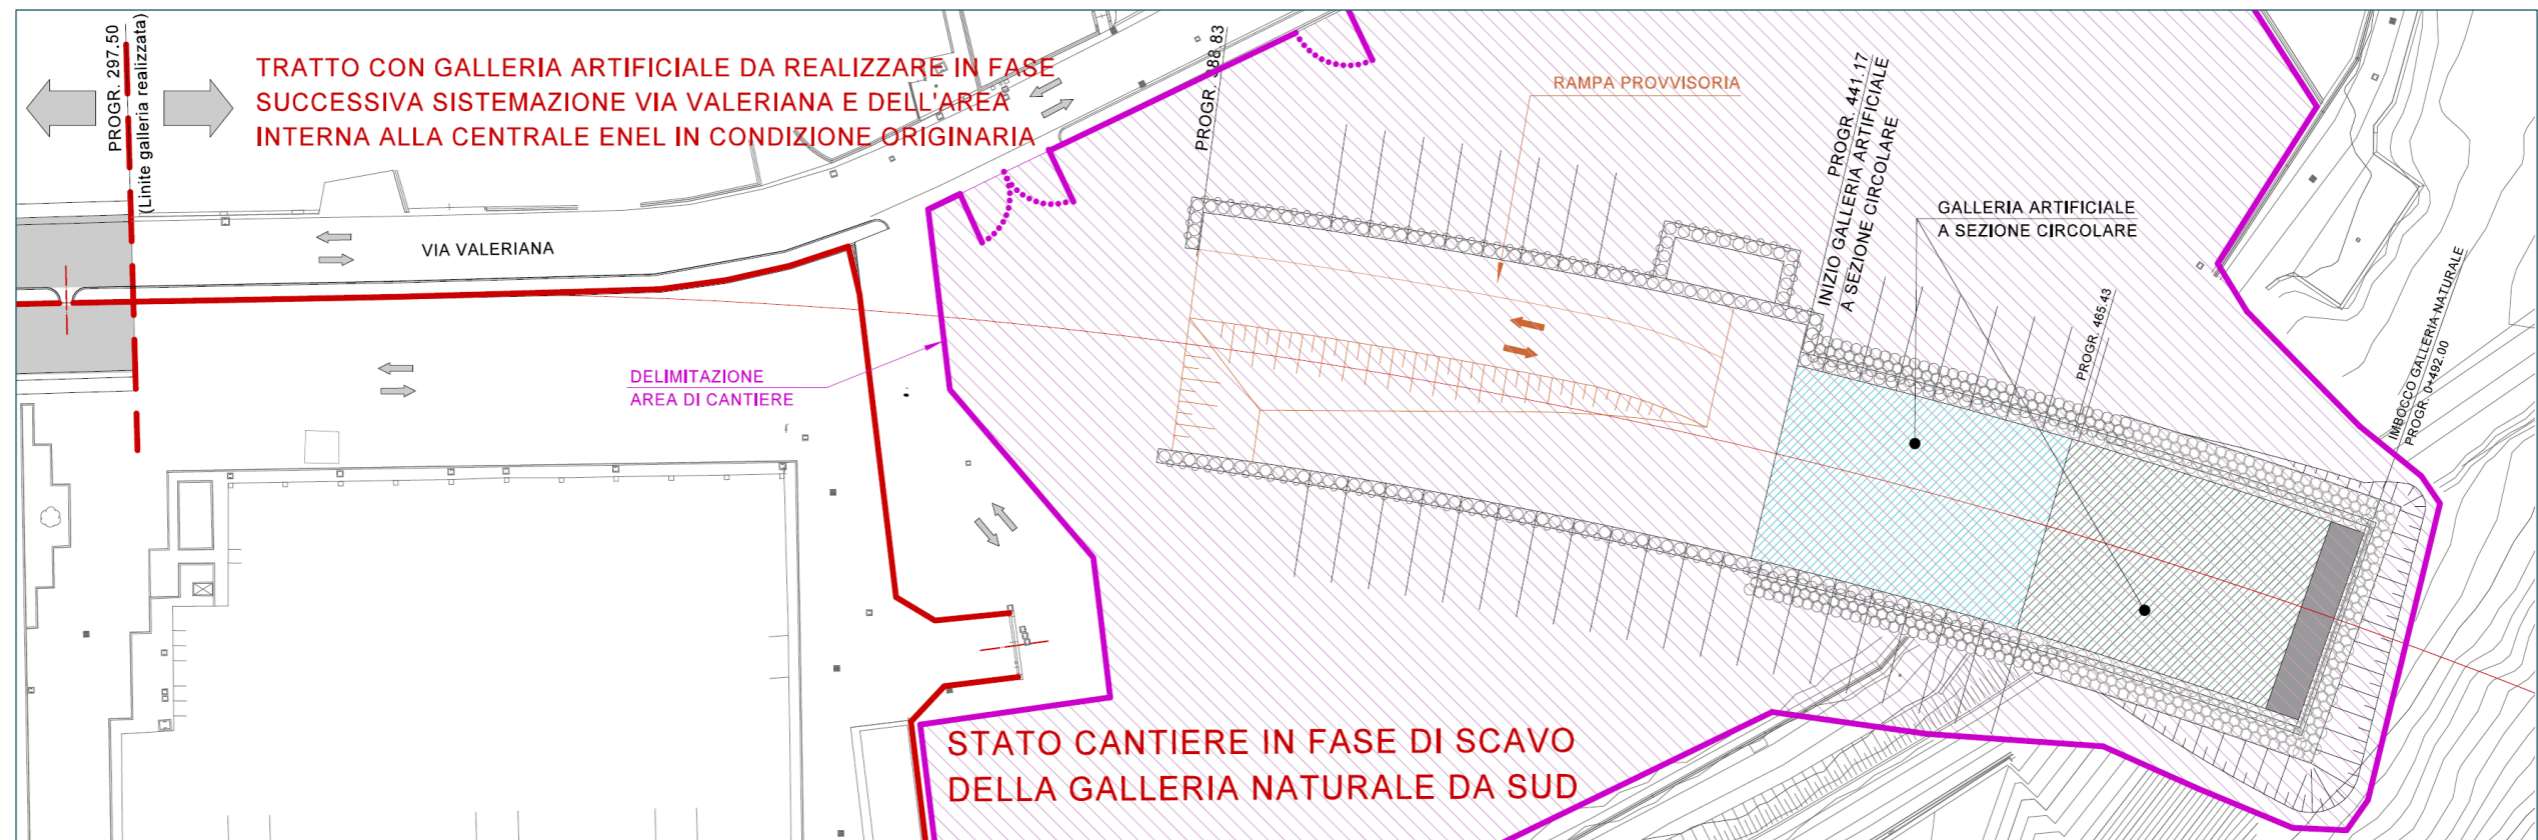 PROGR. 297.50
(Linite galleria realizzata)
TRATTO CON GALLERIA ARTIFICIALE DA REALIZZARE IN FASE
SUCCESSIVA SISTEMAZIONE VIA VALERIANA E DELL'AREA
INTERNA ALLA CENTRALE ENEL IN CONDIZIONE ORIGINARIA
VIA VALERIANA
DELIMITAZIONE
AREA DI CANTIERE
PROGR. 388.83
RAMPA PROVVISORIA
PROGR. 441.17
INIZIO GALLERIA ARTIFICIALE
A SEZIONE CIRCOLARE
GALLERIA ARTIFICIALE
A SEZIONE CIRCOLARE
PROGR. 465.43
IMBOCCO GALLERIA NATURALE
PROGR. 0+492.00
STATO CANTIERE IN FASE DI SCAVO
DELLA GALLERIA NATURALE DA SUD